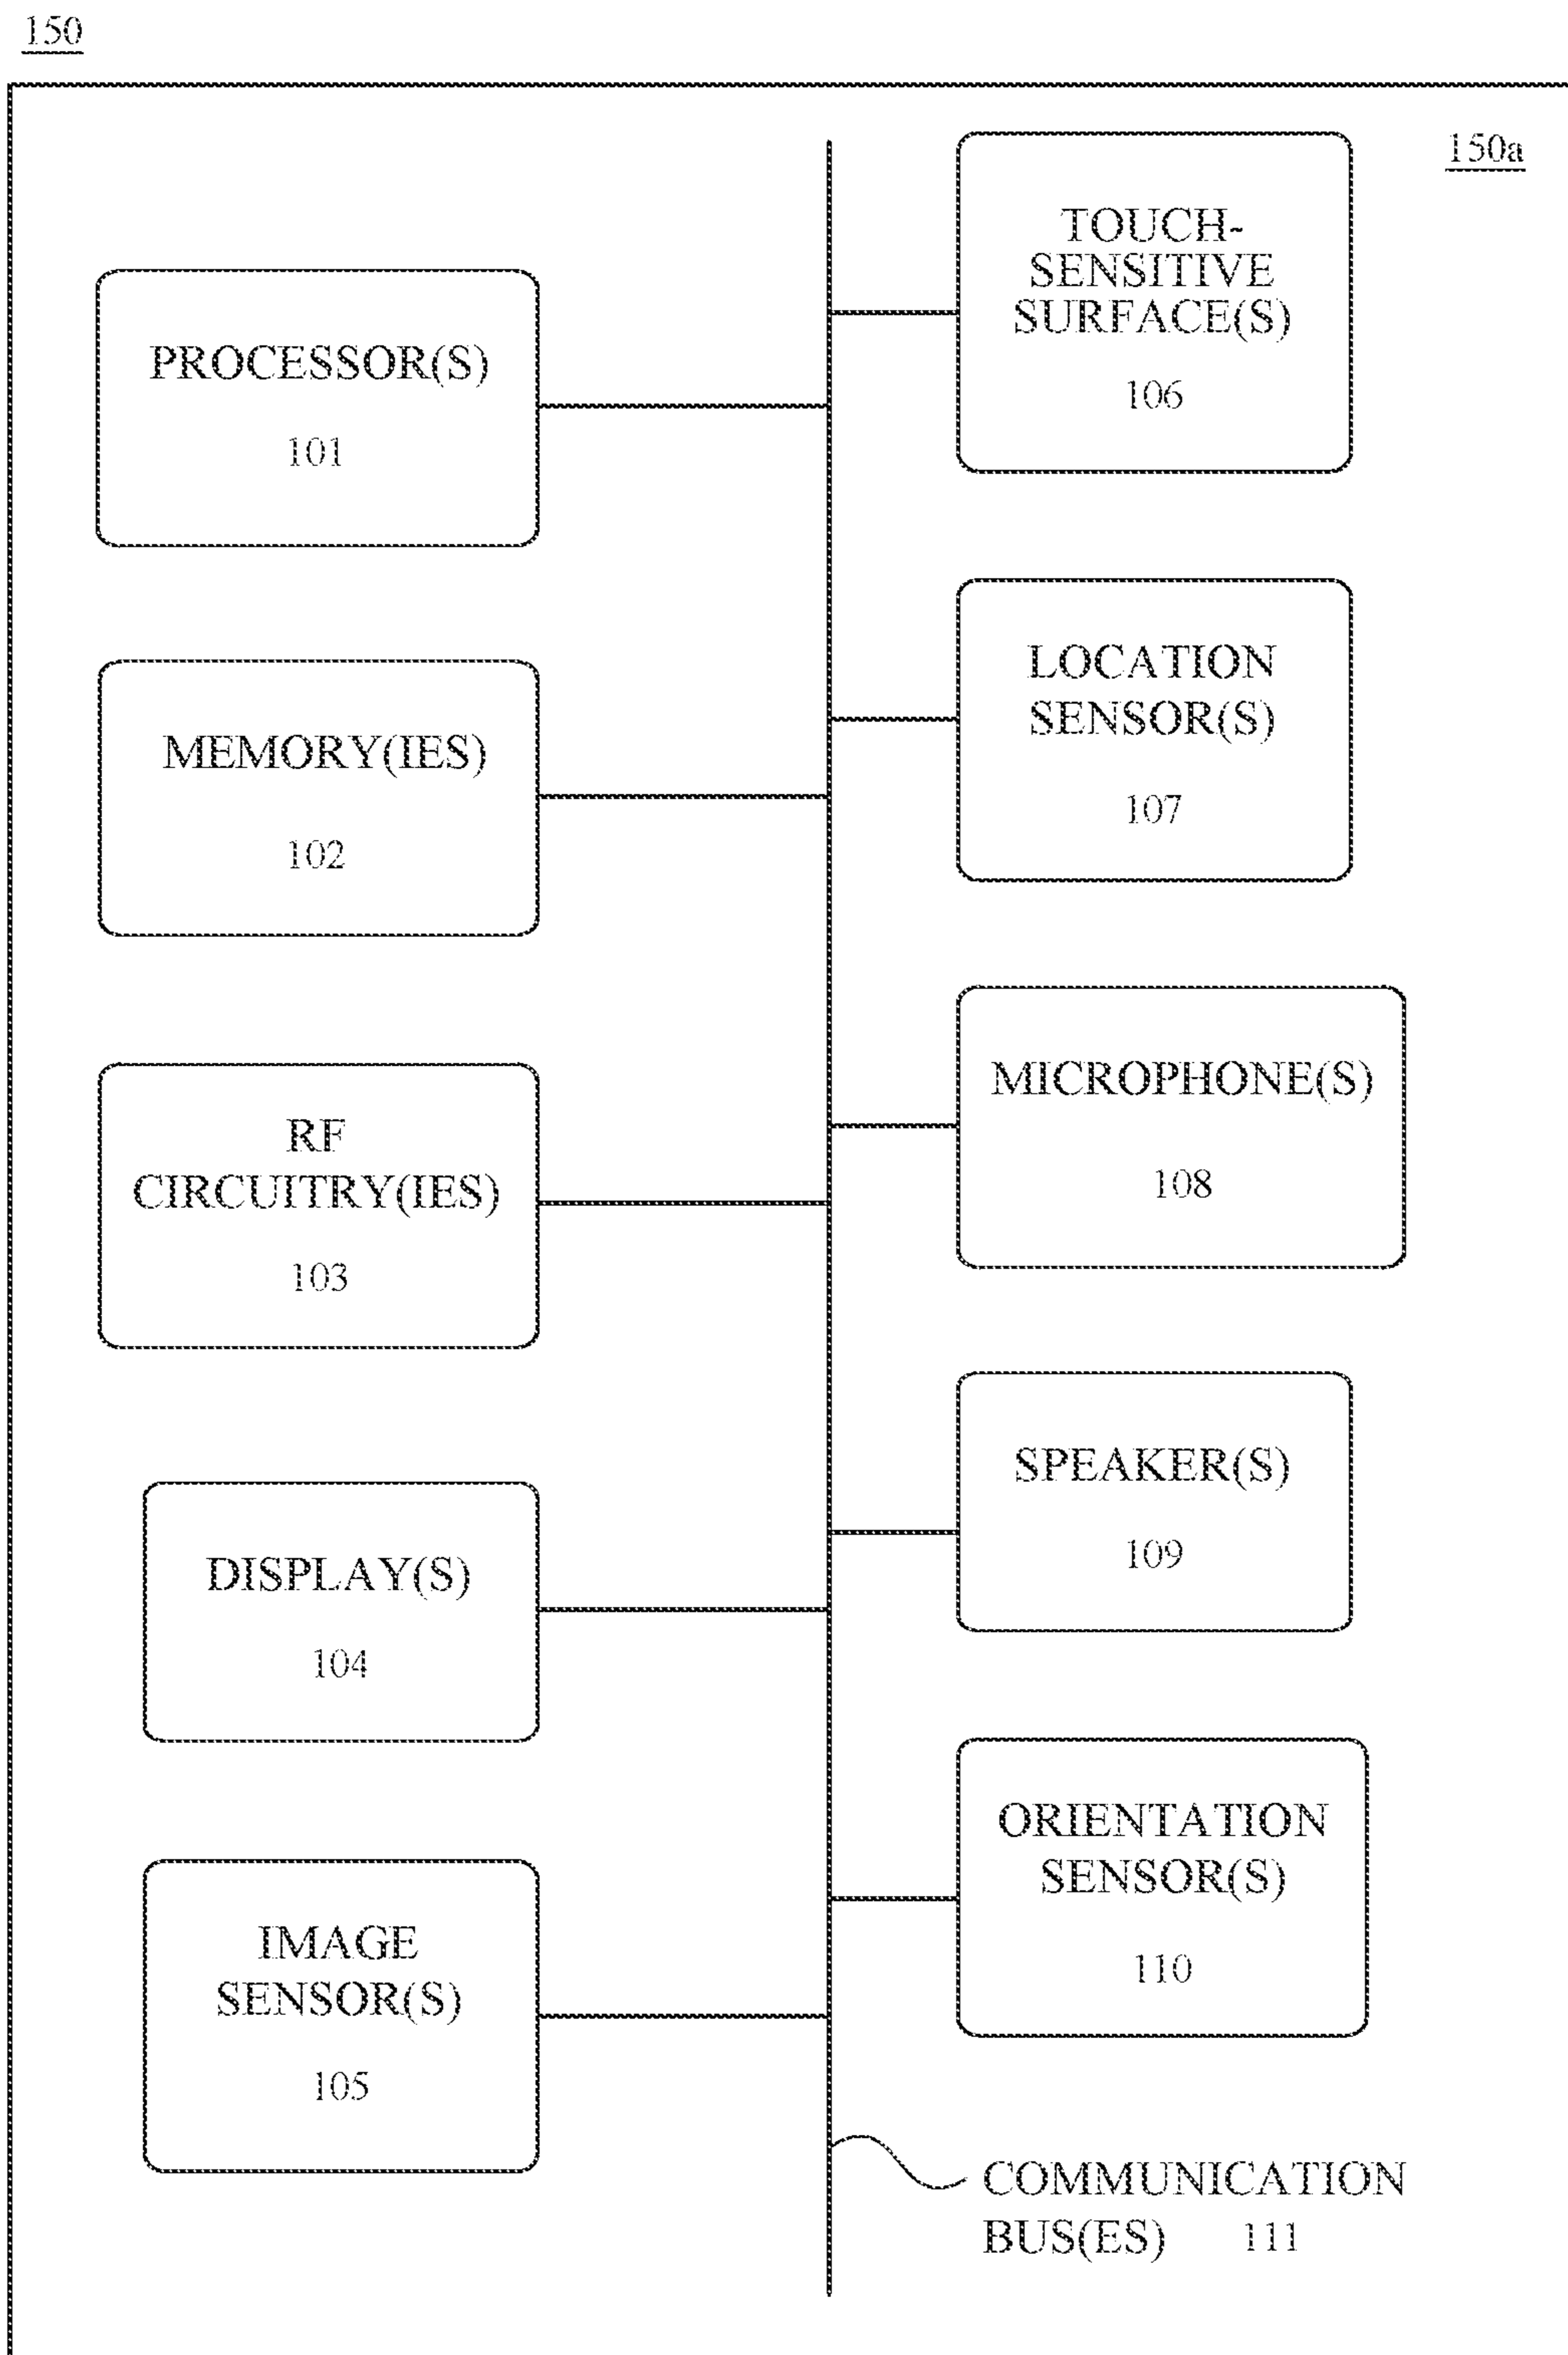 150
150a
PROCESSOR(S)
101
MEMORY(IES)
102
RF
CIRCUITRY(IES)
103
DISPLAY(S)
104
IMAGE
SENSOR(S)
105
TOUCH-
SENSITIVE
SURFACE(S)
106
LOCATION
SENSOR(S)
107
MICROPHONE(S)
108
SPEAKER(S)
109
ORIENTATION
SENSOR(S)
110
COMMUNICATION
BUS(ES) 111